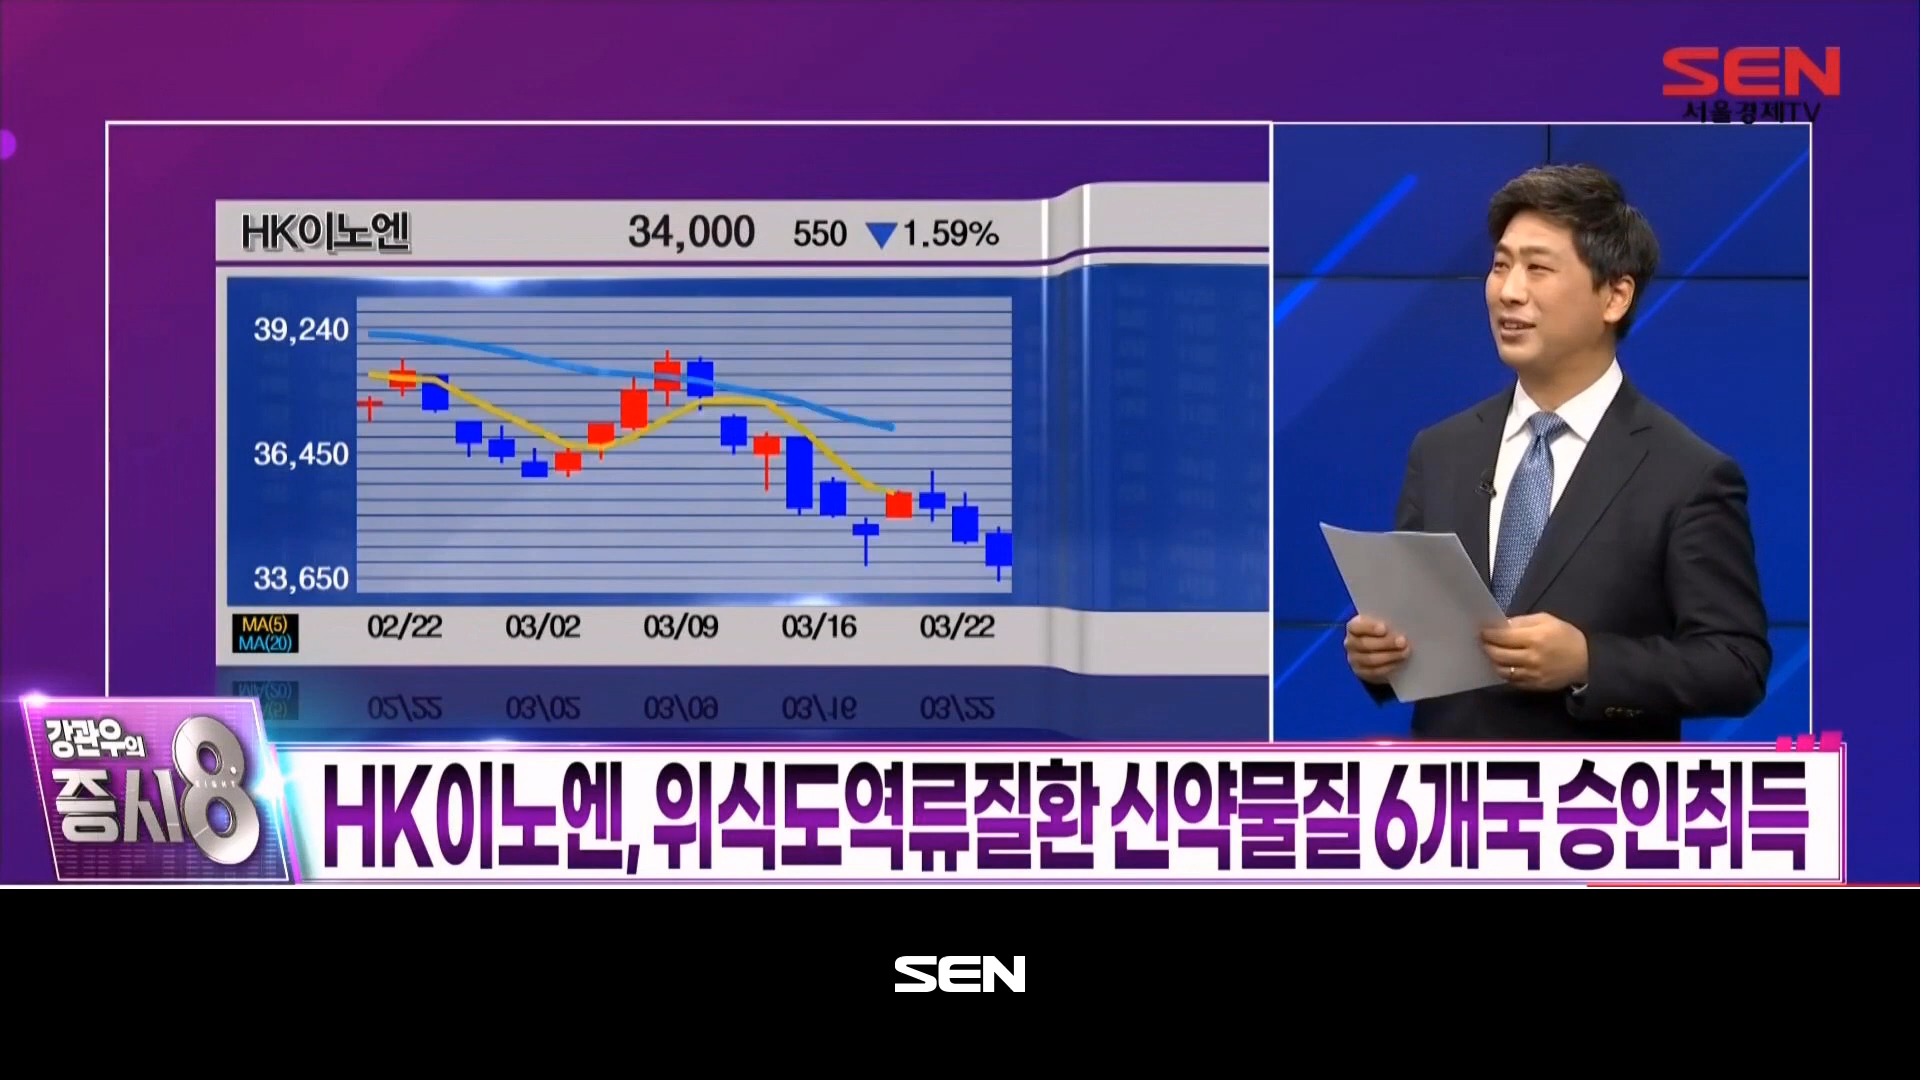 SEN
서울경제TV
HK이노엔 34,000 550 ▼1.59%
39,240
36,450
33,650
MA(5)
MA(20)
02/22 03/02 03/09 03/16 03/22
강관우의
증시8
EIGHT
HK이노엔, 위식도역류질환 신약물질 6개국 승인취득
SEN